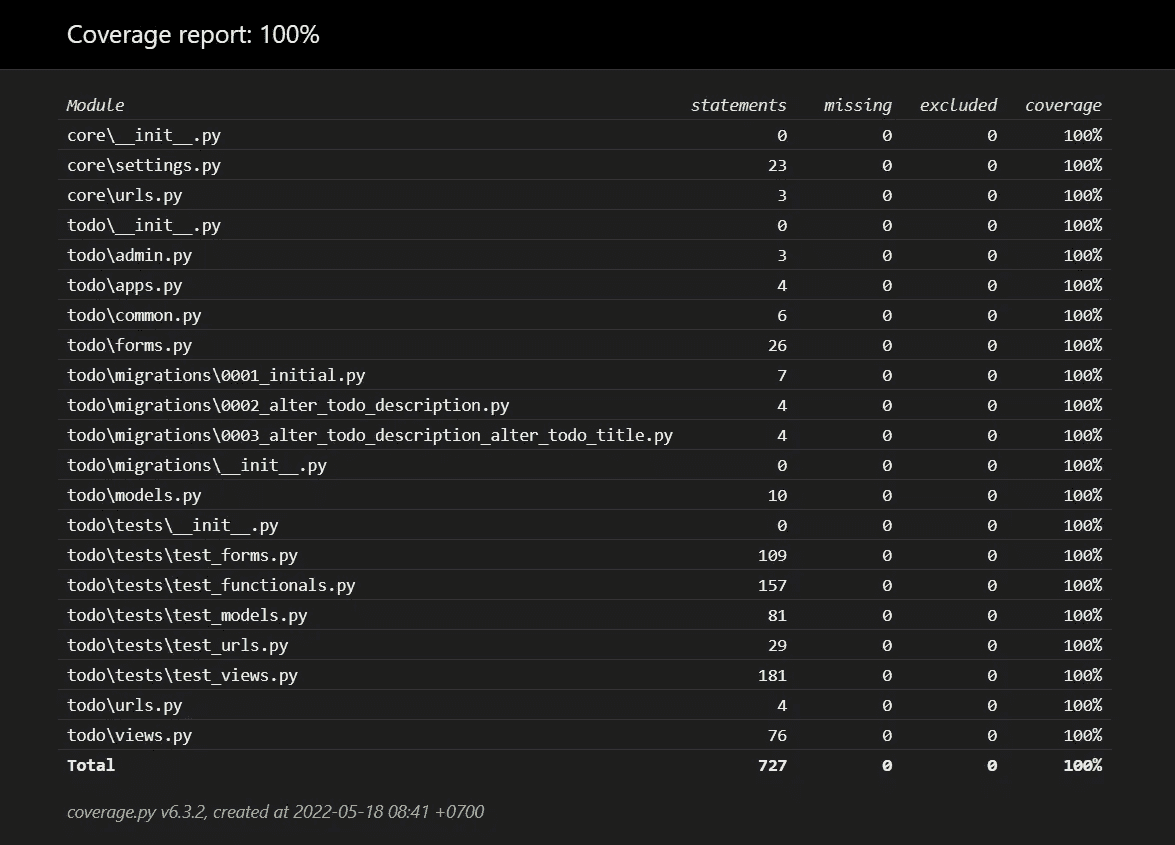 Coverage report: 100%
Module statements missing excluded coverage
core\__init__.py 0 0 0 100%
core\settings.py 23 0 0 100%
core\urls.py 3 0 0 100%
todo\__init__.py 0 0 0 100%
todo\admin.py 3 0 0 100%
todo\apps.py 4 0 0 100%
todo\common.py 6 0 0 100%
todo\forms.py 26 0 0 100%
todo\migrations\0001_initial.py 7 0 0 100%
todo\migrations\0002_alter_todo_description.py 4 0 0 100%
todo\migrations\0003_alter_todo_description_alter_todo_title.py 4 0 0 100%
todo\migrations\__init__.py 0 0 0 100%
todo\models.py 10 0 0 100%
todo\tests\__init__.py 0 0 0 100%
todo\tests\test_forms.py 109 0 0 100%
todo\tests\test_functionals.py 157 0 0 100%
todo\tests\test_models.py 81 0 0 100%
todo\tests\test_urls.py 29 0 0 100%
todo\tests\test_views.py 181 0 0 100%
todo\urls.py 4 0 0 100%
todo\views.py 76 0 0 100%
Total 727 0 0 100%
coverage.py v6.3.2, created at 2022-05-18 08:41 +0700